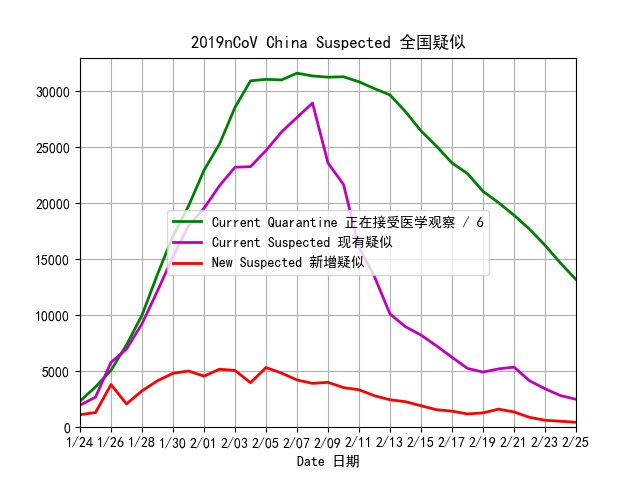 2019nCoV China Suspected 全国疑似
30000
25000
20000
15000
10000
5000
0
Current Quarantine 正在接受医学观察 / 6
Current Suspected 现有疑似
New Suspected 新增疑似
1/24 1/26 1/28 1/30 2/01 2/03 2/05 2/07 2/09 2/11 2/13 2/15 2/17 2/19 2/21 2/23 2/25
Date 日期